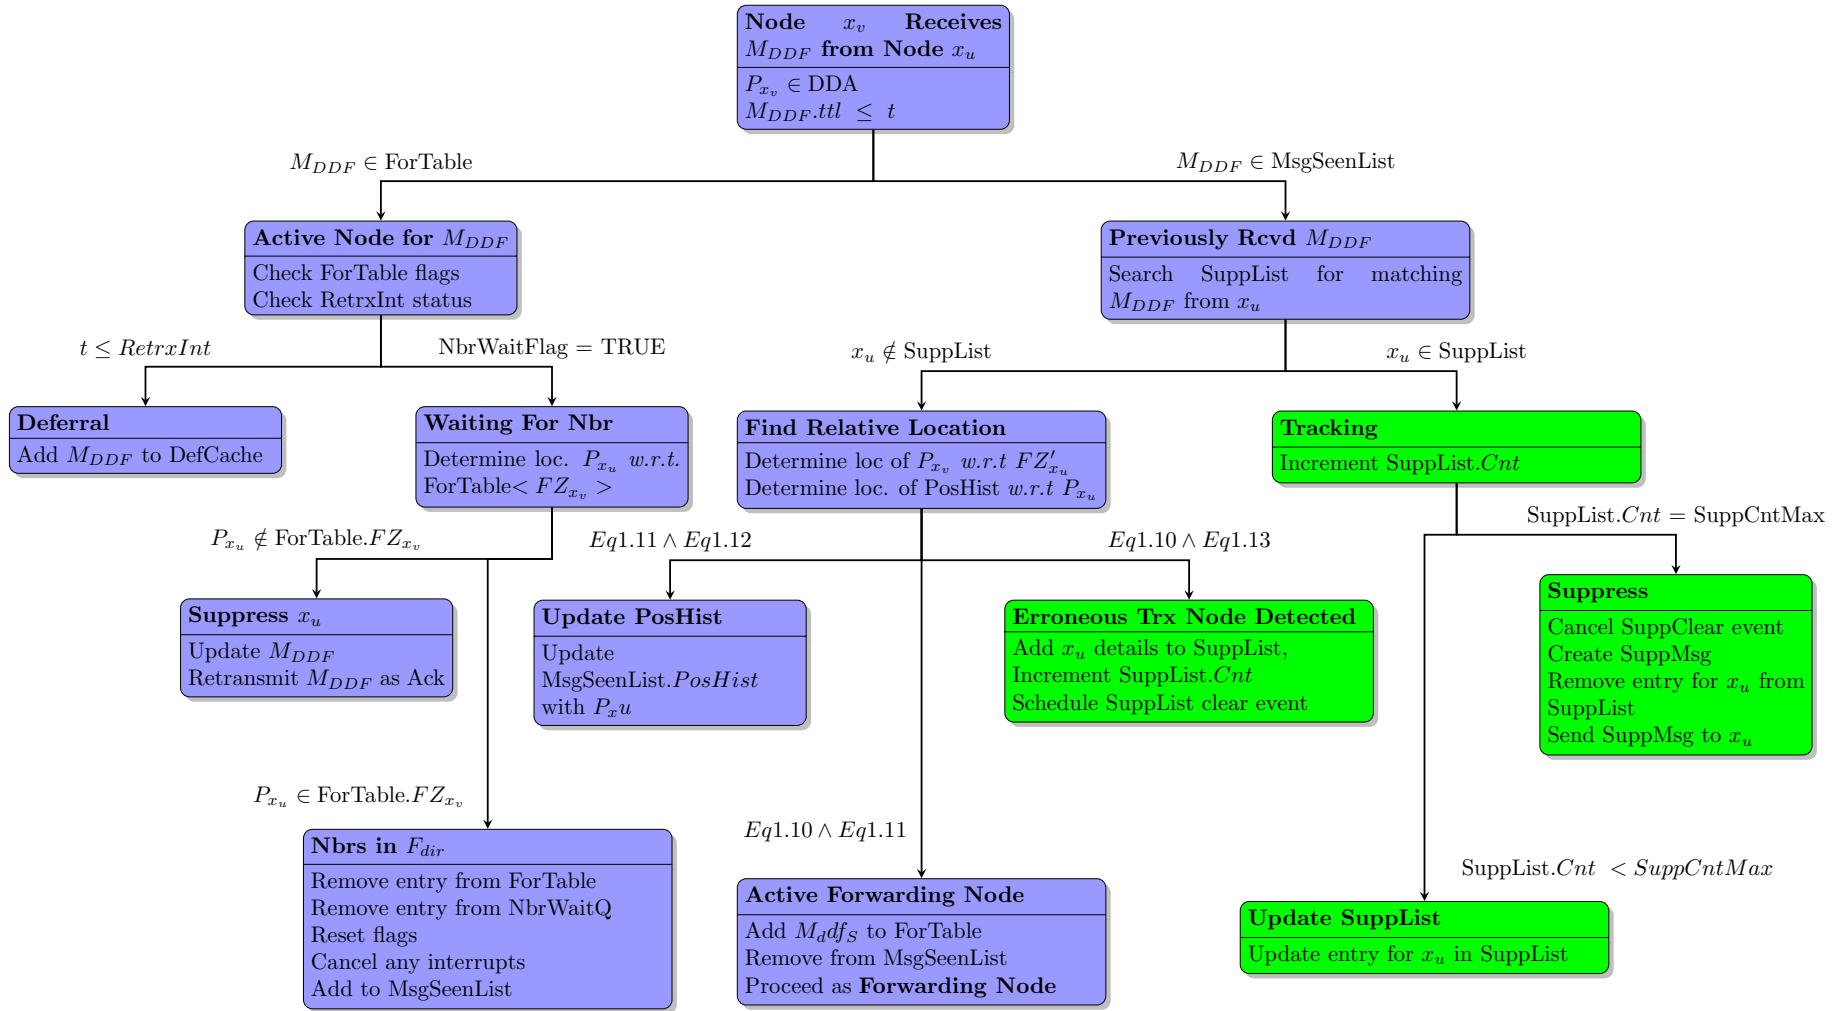 Node x_v Receives
M_DDF from Node x_u
P_{x_v} ∈ DDA
M_DDF.ttl ≤ t
M_DDF ∈ ForTable
M_DDF ∈ MsgSeenList
Active Node for M_DDF
Check ForTable flags
Check RetrxInt status
Previously Rcvd M_DDF
Search SuppList for matching
M_DDF from x_u
t ≤ RetrxInt
NbrWaitFlag = TRUE
x_u ∉ SuppList
x_u ∈ SuppList
Deferral
Add M_DDF to DefCache
Waiting For Nbr
Determine loc. P_{x_u} w.r.t.
ForTable< FZ_{x_v} >
Find Relative Location
Determine loc of P_{x_v} w.r.t FZ'_{x_u}
Determine loc. of PosHist w.r.t P_{x_u}
Tracking
Increment SuppList.Cnt
P_{x_u} ∉ ForTable.FZ_{x_v}
Eq1.11 ∧ Eq1.12
Eq1.10 ∧ Eq1.13
SuppList.Cnt = SuppCntMax
Suppress x_u
Update M_DDF
Retransmit M_DDF as Ack
Update PosHist
Update
MsgSeenList.PosHist
with P_xu
Erroneous Trx Node Detected
Add x_u details to SuppList,
Increment SuppList.Cnt
Schedule SuppList clear event
Suppress
Cancel SuppClear event
Create SuppMsg
Remove entry for x_u from
SuppList
Send SuppMsg to x_u
P_{x_u} ∈ ForTable.FZ_{x_v}
Eq1.10 ∧ Eq1.11
SuppList.Cnt < SuppCntMax
Nbrs in F_dir
Remove entry from ForTable
Remove entry from NbrWaitQ
Reset flags
Cancel any interrupts
Add to MsgSeenList
Active Forwarding Node
Add M_ddf_S to ForTable
Remove from MsgSeenList
Proceed as Forwarding Node
Update SuppList
Update entry for x_u in SuppList